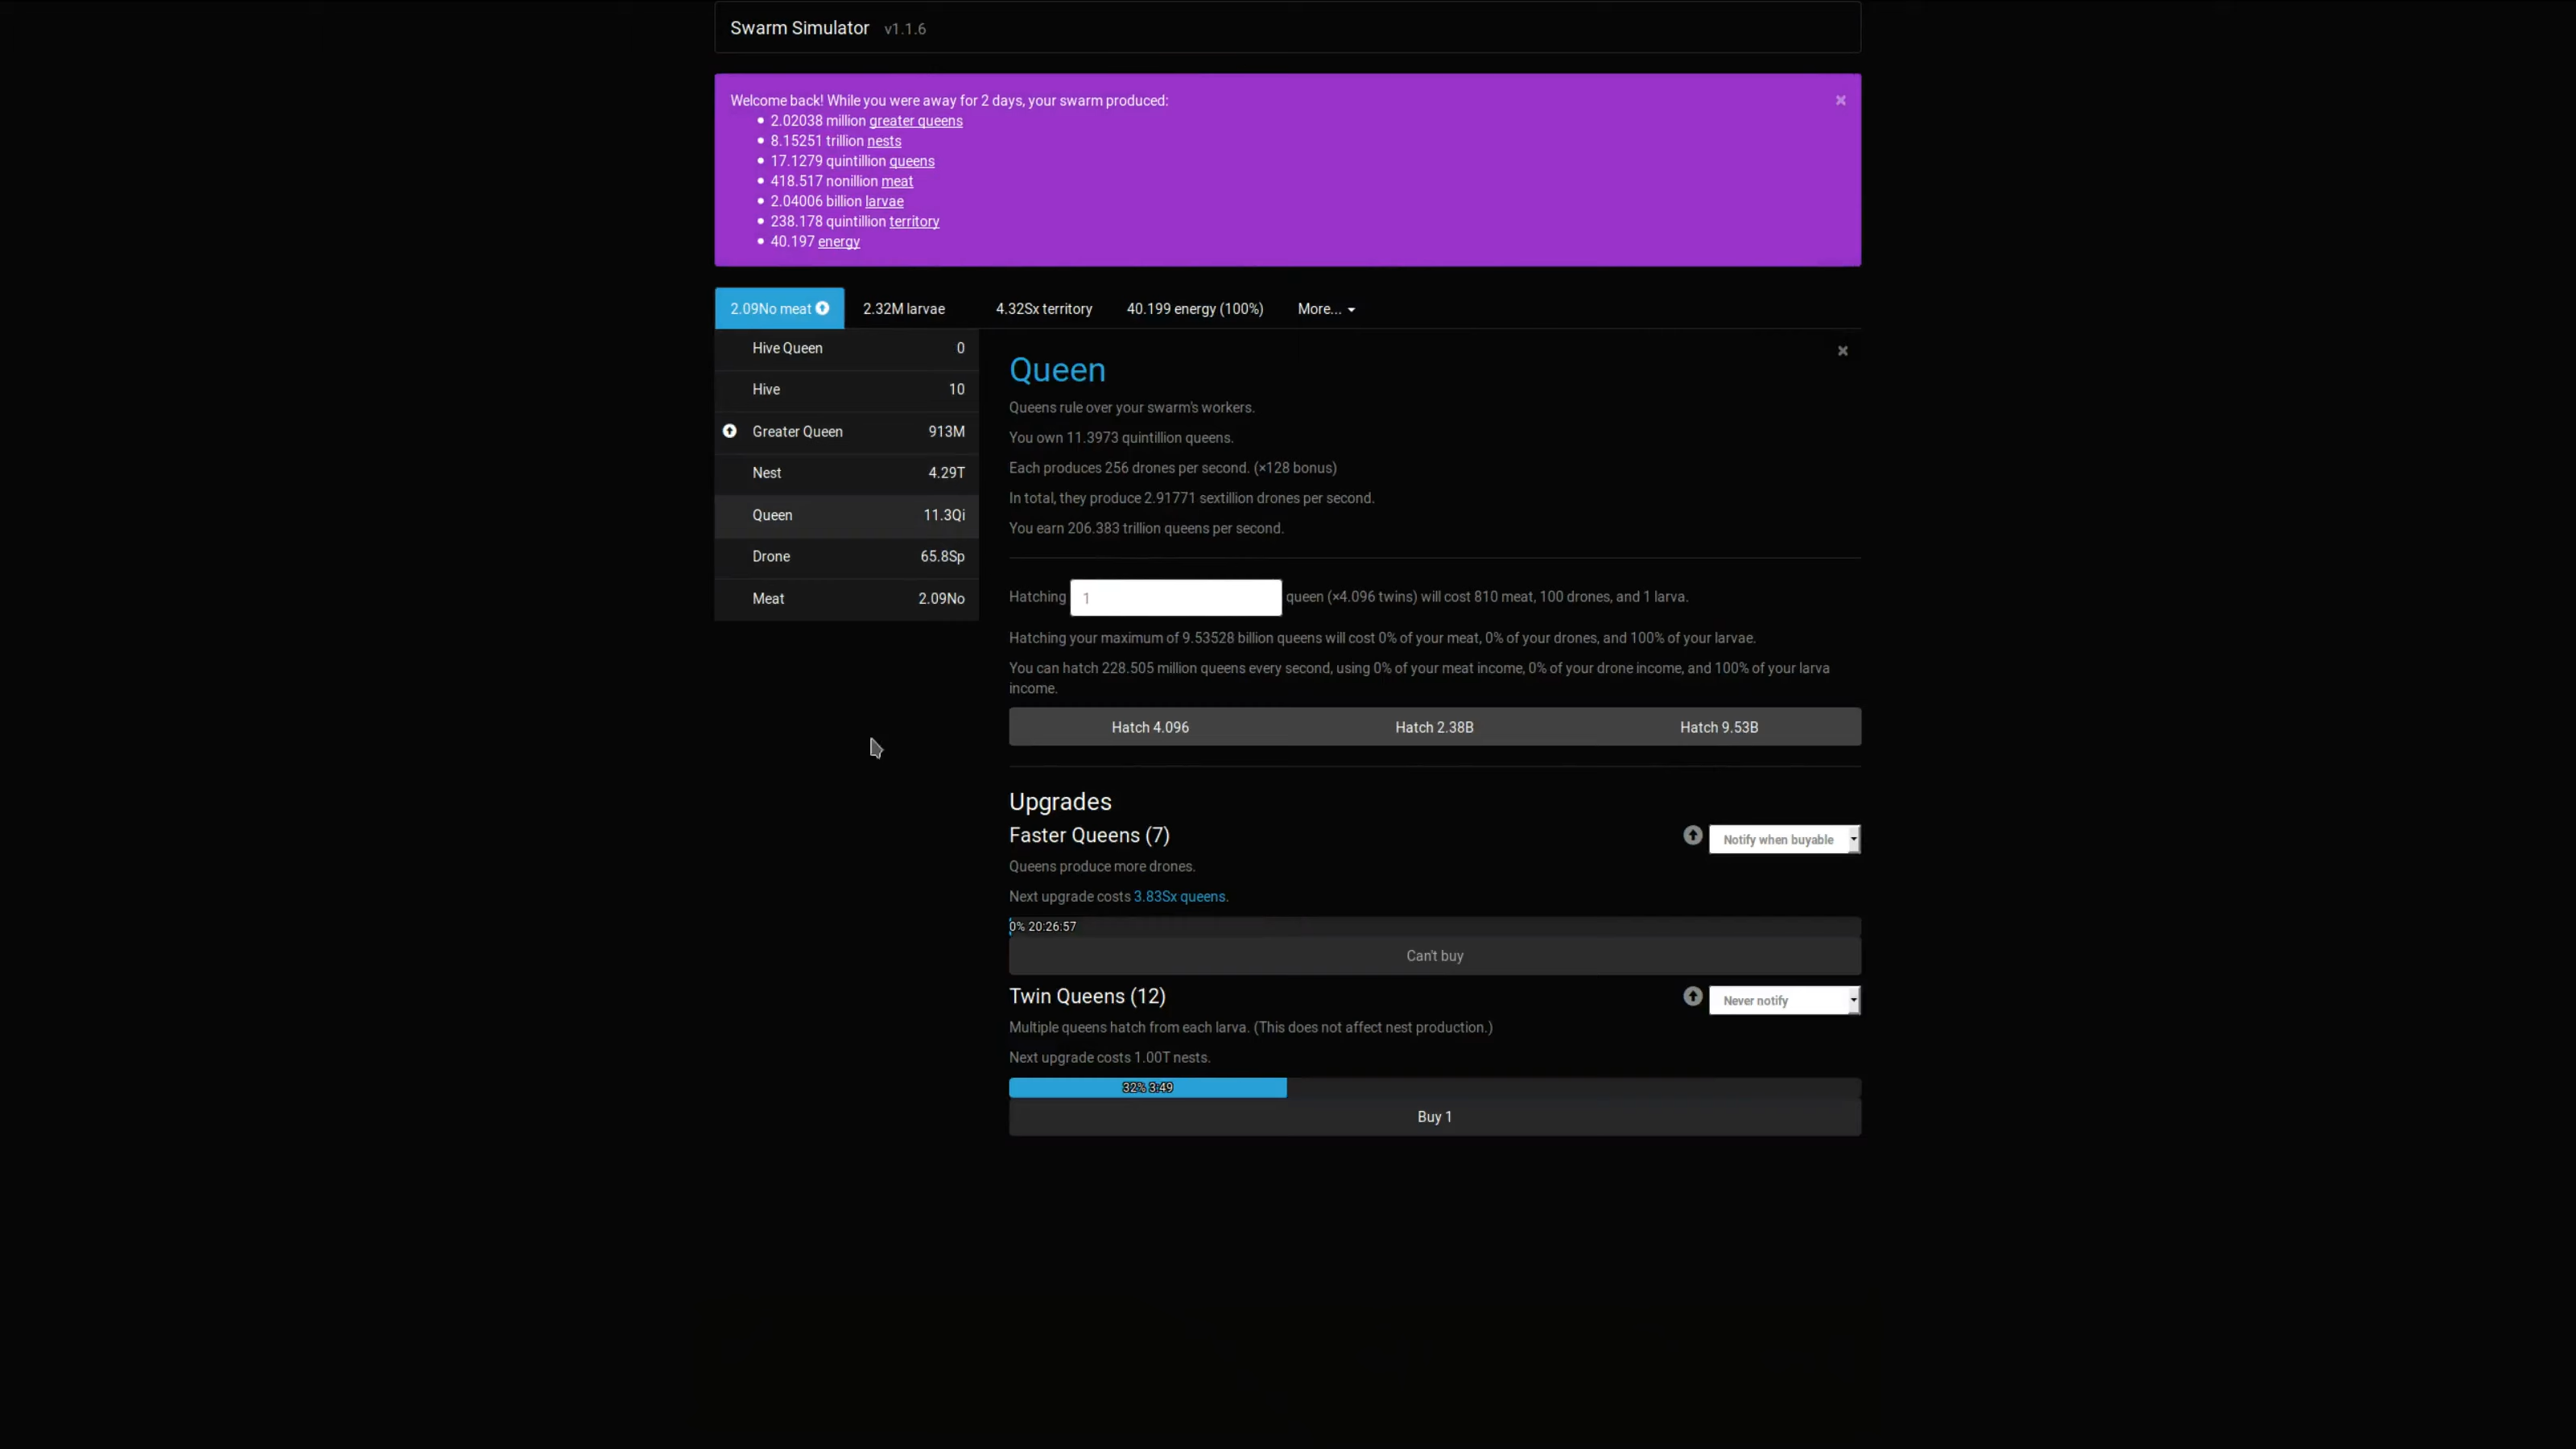 Swarm Simulator v1.1.6
Welcome back! While you were away for 2 days, your swarm produced:
2.02038 million greater queens
8.15251 trillion nests
17.1279 quintillion queens
418.517 nonillion meat
2.04006 billion larvae
238.178 quintillion territory
40.197 energy
2.09No meat 2.32M larvae 4.32Sx territory 40.199 energy (100%) More...
Hive Queen 0
Hive 10
Greater Queen 913M
Nest 4.29T
Queen 11.3Qi
Drone 65.8Sp
Meat 2.09No
Queen
Queens rule over your swarm's workers.
You own 11.3973 quintillion queens.
Each produces 256 drones per second. (×128 bonus)
In total, they produce 2.91771 sextillion drones per second.
You earn 206.383 trillion queens per second.
Hatching 1 queen (×4.096 twins) will cost 810 meat, 100 drones, and 1 larva.
Hatching your maximum of 9.53528 billion queens will cost 0% of your meat, 0% of your drones, and 100% of your larvae.
You can hatch 228.505 million queens every second, using 0% of your meat income, 0% of your drone income, and 100% of your larva
income.
Hatch 4.096 Hatch 2.38B Hatch 9.53B
Upgrades
Faster Queens (7) Notify when buyable
Queens produce more drones.
Next upgrade costs 3.83Sx queens.
0% 20:26:57
Can't buy
Twin Queens (12) Never notify
Multiple queens hatch from each larva. (This does not affect nest production.)
Next upgrade costs 1.00T nests.
32% 3:49
Buy 1